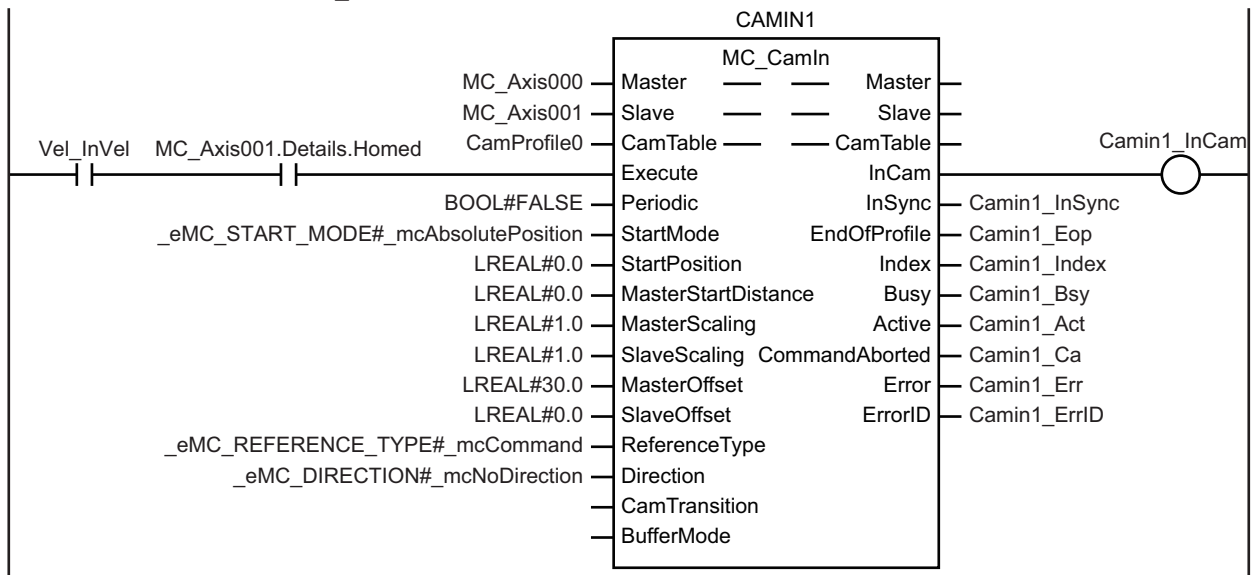 CAMIN1
MC_CamIn
MC_Axis000 Master Master
MC_Axis001 Slave Slave
Vel_InVel MC_Axis001.Details.Homed CamProfile0 CamTable CamTable Camin1_InCam
Execute InCam
BOOL#FALSE Periodic InSync Camin1_InSync
_eMC_START_MODE#_mcAbsolutePosition StartMode EndOfProfile Camin1_Eop
LREAL#0.0 StartPosition Index Camin1_Index
LREAL#0.0 MasterStartDistance Busy Camin1_Bsy
LREAL#1.0 MasterScaling Active Camin1_Act
LREAL#1.0 SlaveScaling CommandAborted Camin1_Ca
LREAL#30.0 MasterOffset Error Camin1_Err
LREAL#0.0 SlaveOffset ErrorID Camin1_ErrID
_eMC_REFERENCE_TYPE#_mcCommand ReferenceType
_eMC_DIRECTION#_mcNoDirection Direction
CamTransition
BufferMode